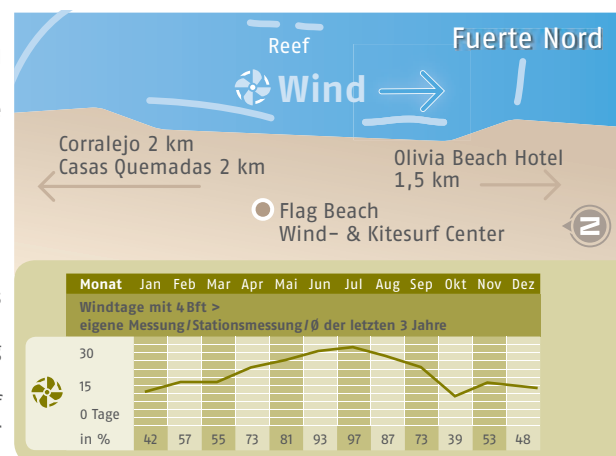 Fuerte Nord
Reef
Wind
Corralejo 2 km
Casas Quemadas 2 km
Olivia Beach Hotel
1,5 km
Flag Beach
Wind- & Kitesurf Center
N
Monat Jan Feb Mar Apr Mai Jun Jul Aug Sep Okt Nov Dez
Windtage mit 4 Bft >
eigene Messung/Stationsmessung/Ø der letzten 3 Jahre
30
15
0 Tage
in % 42 57 55 73 81 93 97 87 73 39 53 48